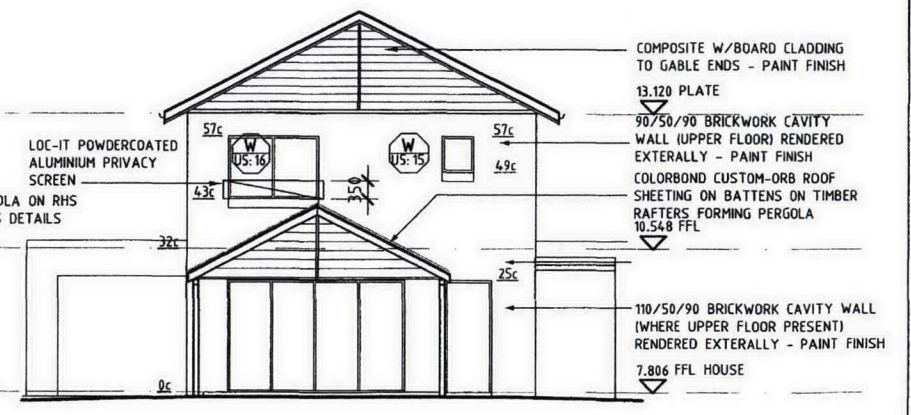 COMPOSITE W/BOARD CLADDING
TO GABLE ENDS - PAINT FINISH
13.120 PLATE
57c
W
US: 16
W
US: 15
57c
90/50/90 BRICKWORK CAVITY
WALL (UPPER FLOOR) RENDERED
EXTERALLY - PAINT FINISH
LOC-IT POWDERCOATED
ALUMINIUM PRIVACY
SCREEN
49c
43c
350
COLORBOND CUSTOM-ORB ROOF
SHEETING ON BATTENS ON TIMBER
RAFTERS FORMING PERGOLA
OLA ON RHS
S DETAILS
10.548 FFL
32c
25c
110/50/90 BRICKWORK CAVITY WALL
(WHERE UPPER FLOOR PRESENT)
RENDERED EXTERALLY - PAINT FINISH
7.806 FFL HOUSE
0c